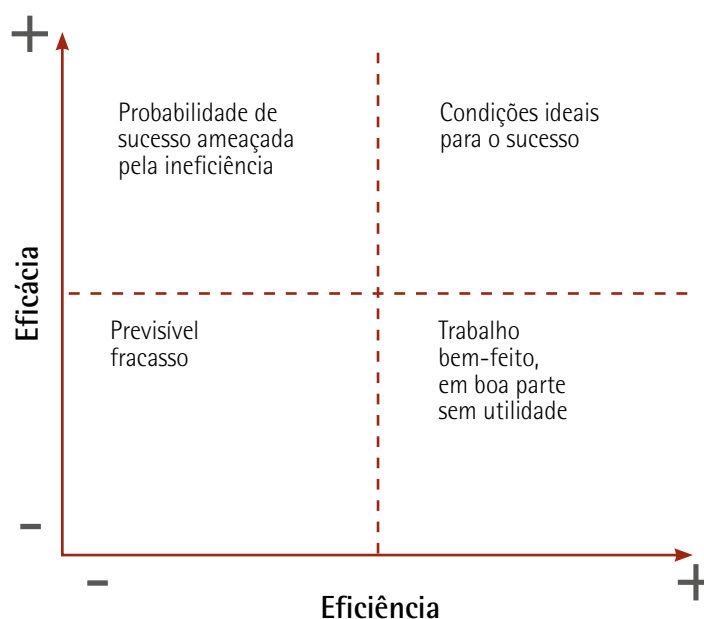 +
Probabilidade de
sucesso ameaçada
pela ineficiência
Condições ideais
para o sucesso
Eficácia
Previsível
fracasso
Trabalho
bem-feito,
em boa parte
sem utilidade
-
-
+
Eficiência